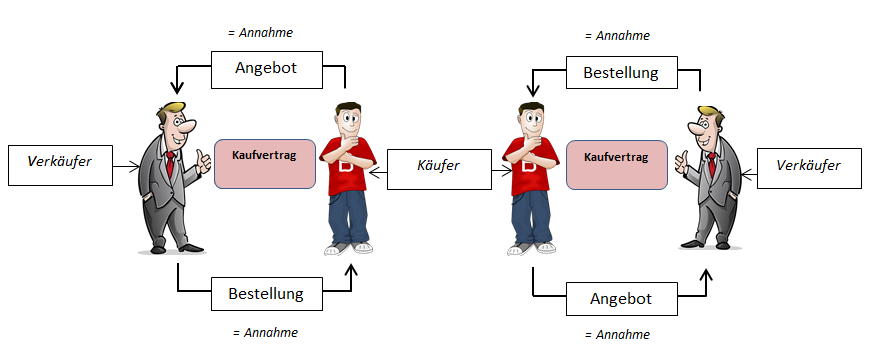 = Annahme
Angebot
Verkäufer
Kaufvertrag
B
Käufer
Bestellung
= Annahme
= Annahme
Bestellung
B
Kaufvertrag
Verkäufer
Angebot
= Annahme